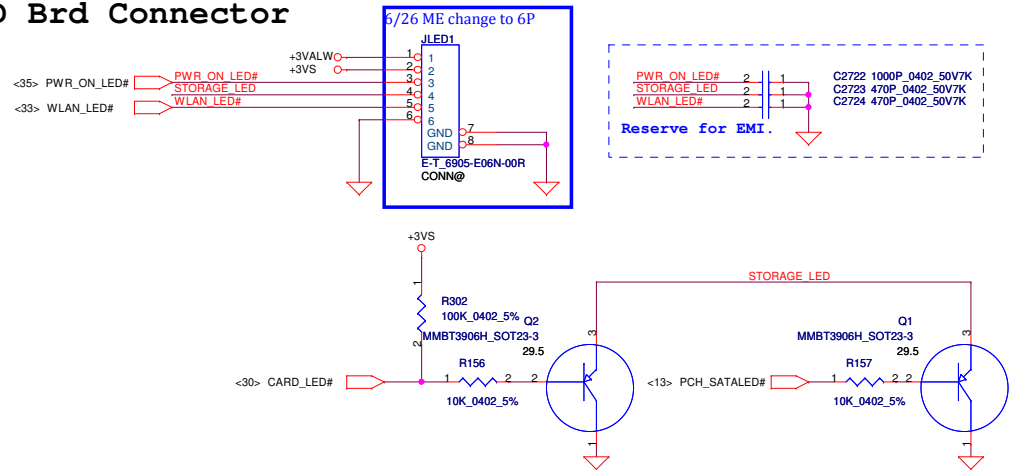 D Brd Connector
6/26 ME change to 6P
JLED1
+3VALW
+3VS
<35> PWR_ON_LED#
PWR_ON_LED#
STORAGE_LED
<33> WLAN_LED#
WLAN_LED#
1
2
3
4
5
6
1
2
3
4
5
6
GND
GND
7
8
E-T_6905-E06N-00R
CONN@
PWR_ON_LED#
STORAGE_LED
WLAN_LED#
2 1
2 1
2 1
C2722 1000P_0402_50V7K
C2723 470P_0402_50V7K
C2724 470P_0402_50V7K
Reserve for EMI.
+3VS
1
R302
100K_0402_5%
2
Q2
MMBT3906H_SOT23-3
29.5
3
STORAGE_LED
Q1
MMBT3906H_SOT23-3
29.5
3
<30> CARD_LED#
R156
1 2 2
10K_0402_5%
1
<13> PCH_SATALED#
R157
1 2 2
10K_0402_5%
1